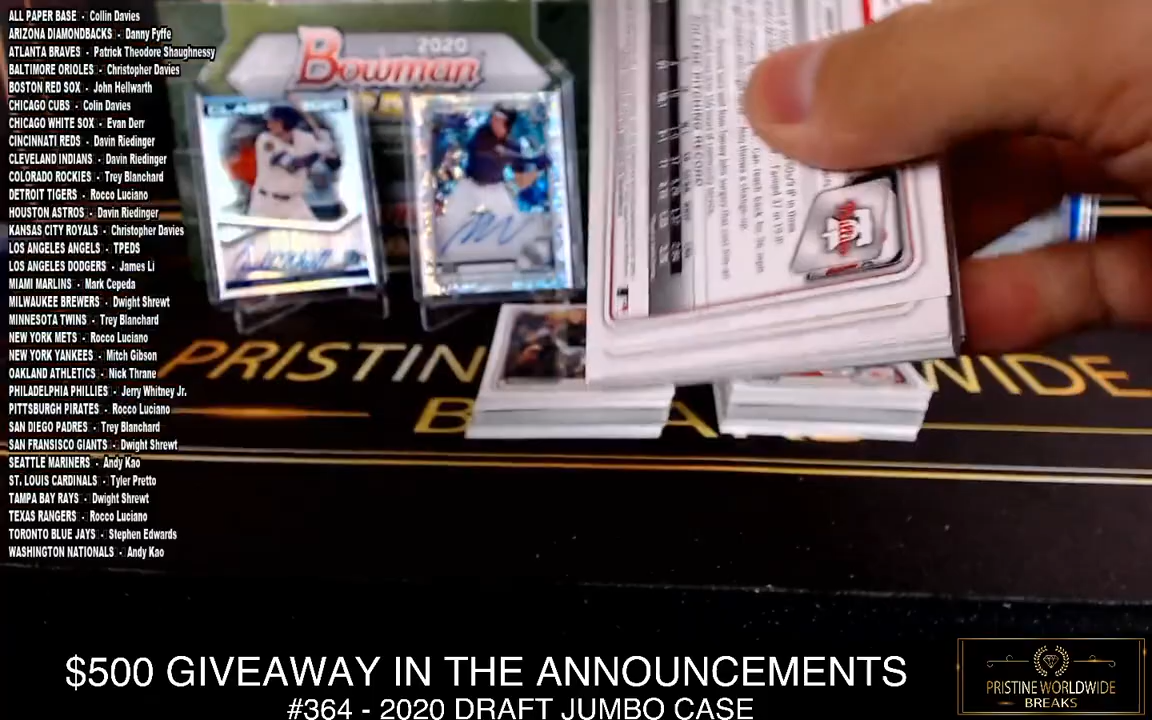 ALL PAPER BASE - Collin Davies
ARIZONA DIAMONDBACKS - Danny Fyffe
ATLANTA BRAVES - Patrick Theodore Shaughnessy
BALTIMORE ORIOLES - Christopher Davies
BOSTON RED SOX - John Hellwarth
CHICAGO CUBS - Colin Davies
CHICAGO WHITE SOX - Evan Derr
CINCINNATI REDS - Davin Riedinger
CLEVELAND INDIANS - Davin Riedinger
COLORADO ROCKIES - Trey Blanchard
DETROIT TIGERS - Rocco Luciano
HOUSTON ASTROS - Davin Riedinger
KANSAS CITY ROYALS - Christopher Davies
LOS ANGELES ANGELS - TPEDS
LOS ANGELES DODGERS - James Li
MIAMI MARLINS - Mark Cepeda
MILWAUKEE BREWERS - Dwight Shrewt
MINNESOTA TWINS - Trey Blanchard
NEW YORK METS - Rocco Luciano
NEW YORK YANKEES - Mitch Gibson
OAKLAND ATHLETICS - Nick Thrane
PHILADELPHIA PHILLIES - Jerry Whitney Jr.
PITTSBURGH PIRATES - Rocco Luciano
SAN DIEGO PADRES - Trey Blanchard
SAN FRANSISCO GIANTS - Dwight Shrewt
SEATTLE MARINERS - Andy Kao
ST. LOUIS CARDINALS - Tyler Pretto
TAMPA BAY RAYS - Dwight Shrewt
TEXAS RANGERS - Rocco Luciano
TORONTO BLUE JAYS - Stephen Edwards
WASHINGTON NATIONALS - Andy Kao
2020
Bowman
COLLEGE PITCHING RECORD
PRISTIN WIDE
B
$500 GIVEAWAY IN THE ANNOUNCEMENTS
#364 - 2020 DRAFT JUMBO CASE
PRISTINE WORLDWIDE
BREAKS